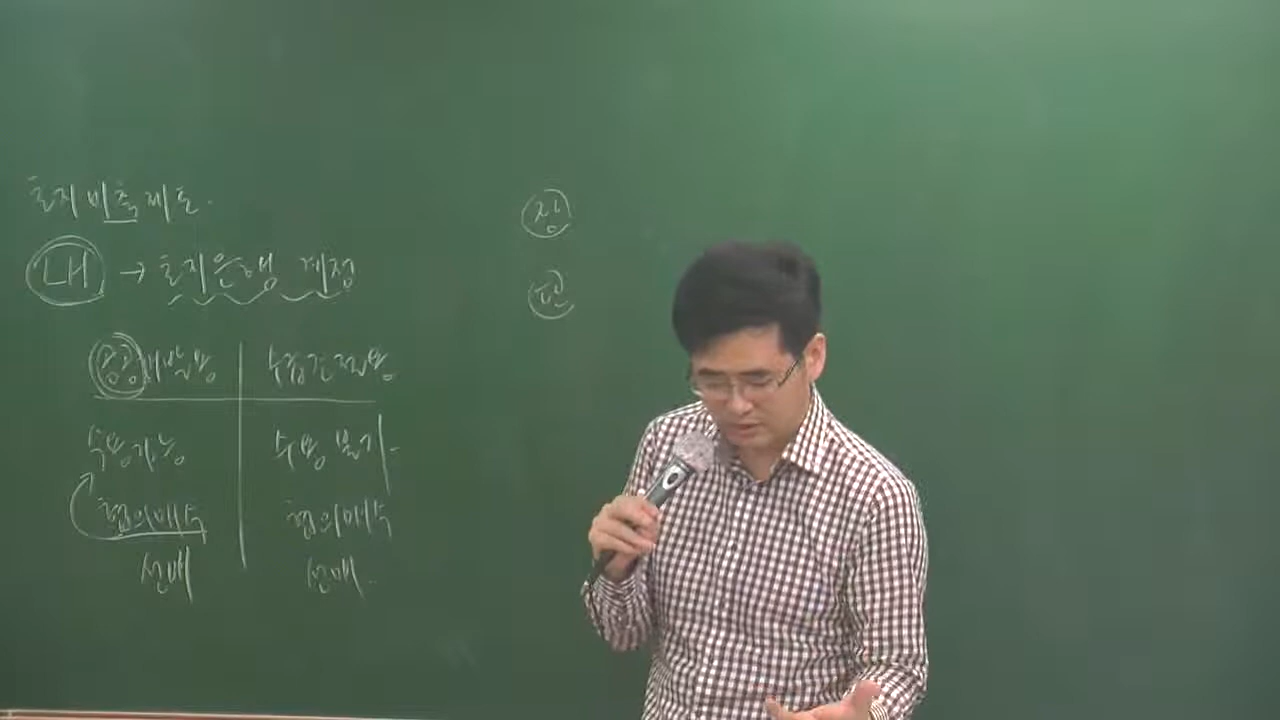 토지비축제도.
LH → 토지은행 계정
공공개발용 수급조절용
수용가능 수용 불가
협의매수 협의매수
선매 선매
장
단